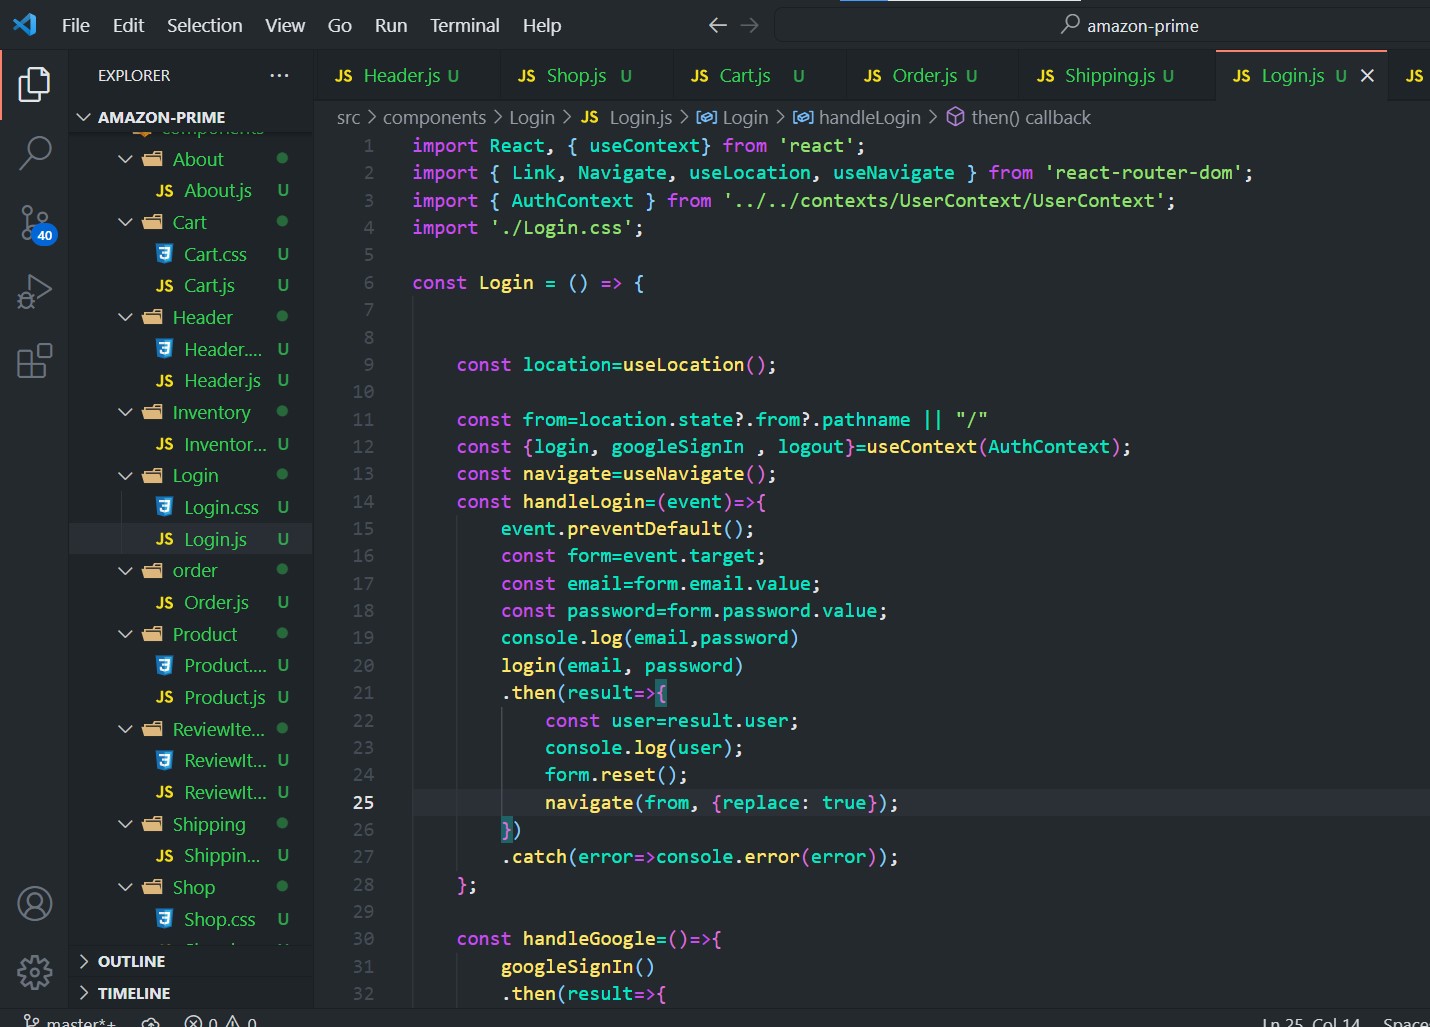 File Edit Selection View Go Run Terminal Help
amazon-prime
EXPLORER ...
AMAZON-PRIME
components
About
JS About.js U
Cart
Cart.css U
JS Cart.js U
Header
Header.... U
JS Header.js U
Inventory
JS Inventor... U
Login
Login.css U
JS Login.js U
order
JS Order.js U
Product
Product.... U
JS Product.js U
ReviewIte...
ReviewIt... U
JS ReviewIt... U
Shipping
JS Shippin... U
Shop
Shop.css U
OUTLINE
TIMELINE
40
JS Header.js U JS Shop.js U JS Cart.js U JS Order.js U JS Shipping.js U JS Login.js U JS
src > components > Login > JS Login.js > Login > handleLogin > then() callback
1 import React, { useContext} from 'react';
2 import { Link, Navigate, useLocation, useNavigate } from 'react-router-dom';
3 import { AuthContext } from '../../contexts/UserContext/UserContext';
4 import './Login.css';
5
6 const Login = () => {
7
8
9 const location=useLocation();
10
11 const from=location.state?.from?.pathname || "/"
12 const {login, googleSignIn , logout}=useContext(AuthContext);
13 const navigate=useNavigate();
14 const handleLogin=(event)=>{
15 event.preventDefault();
16 const form=event.target;
17 const email=form.email.value;
18 const password=form.password.value;
19 console.log(email,password)
20 login(email, password)
21 .then(result=>{
22 const user=result.user;
23 console.log(user);
24 form.reset();
25 navigate(from, {replace: true});
26 })
27 .catch(error=>console.error(error));
28 };
29
30 const handleGoogle=()=>{
31 googleSignIn()
32 .then(result=>{
master*+ 0 0 Ln 25, Col 14